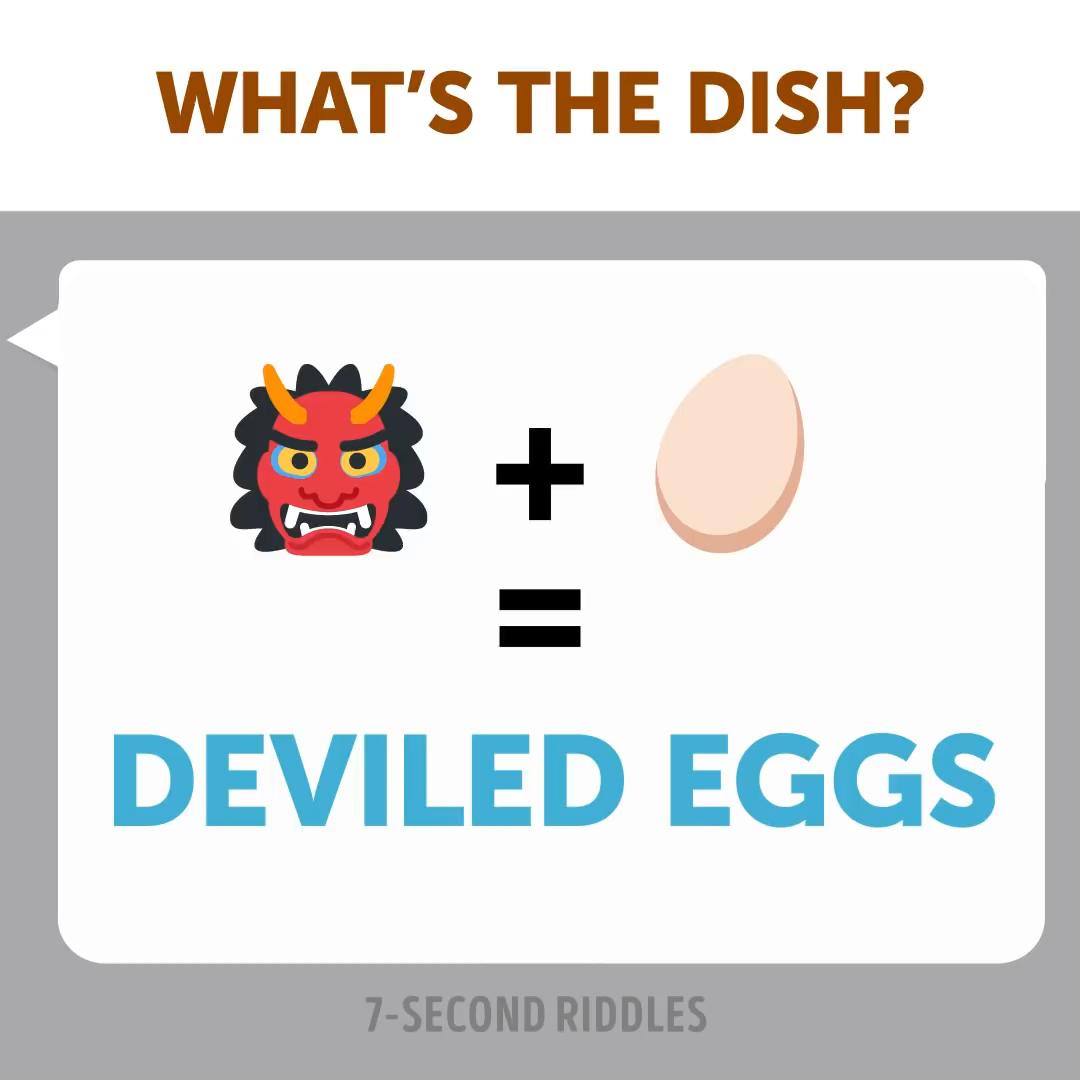 WHAT’S THE DISH?
+
=
DEVILED EGGS
7-SECOND RIDDLES